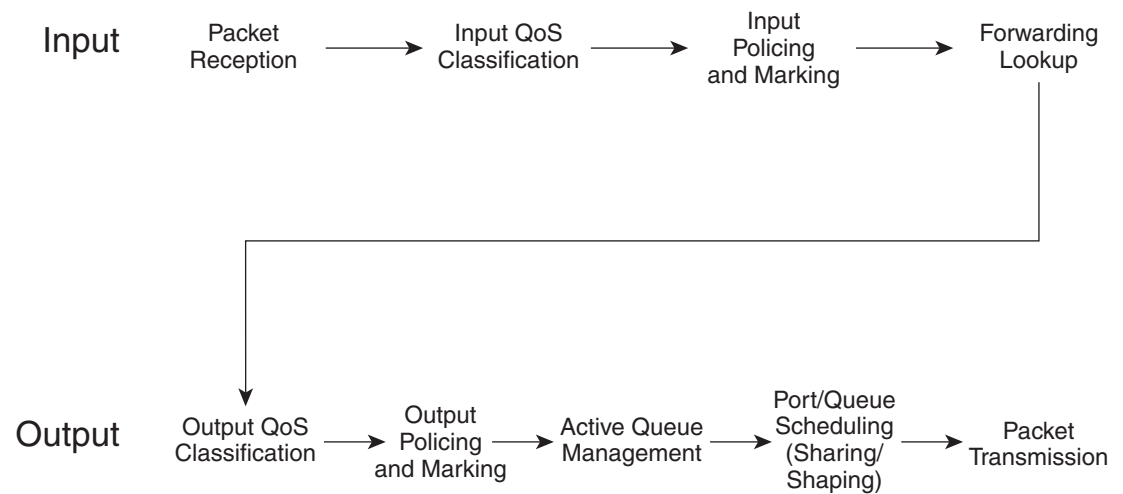 Input
Packet
Reception
Input QoS
Classification
Input
Policing
and Marking
Forwarding
Lookup
Output
Output QoS
Classification
Output
Policing
and Marking
Active Queue
Management
Port/Queue
Scheduling
(Sharing/
Shaping)
Packet
Transmission